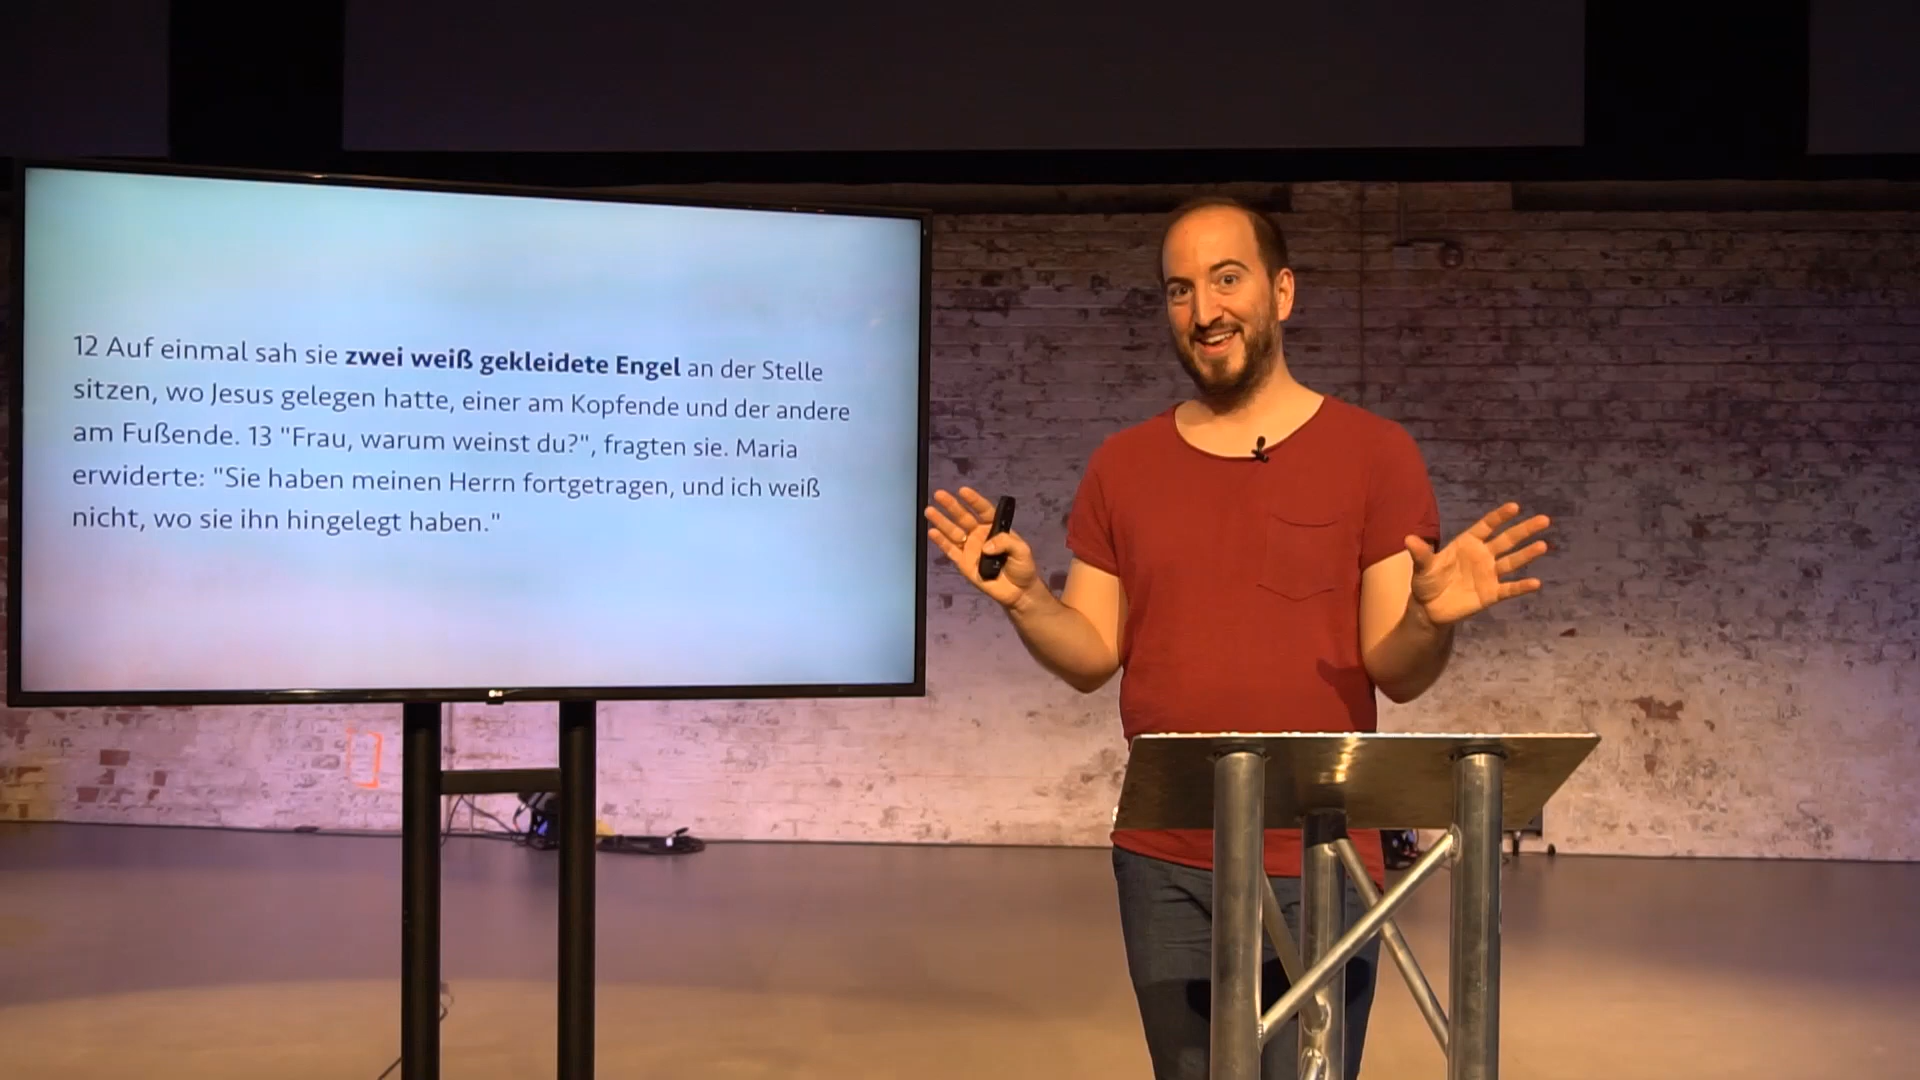 12 Auf einmal sah sie zwei weiß gekleidete Engel an der Stelle
sitzen, wo Jesus gelegen hatte, einer am Kopfende und der andere
am Fußende. 13 "Frau, warum weinst du?", fragten sie. Maria
erwiderte: "Sie haben meinen Herrn fortgetragen, und ich weiß
nicht, wo sie ihn hingelegt haben."
LG